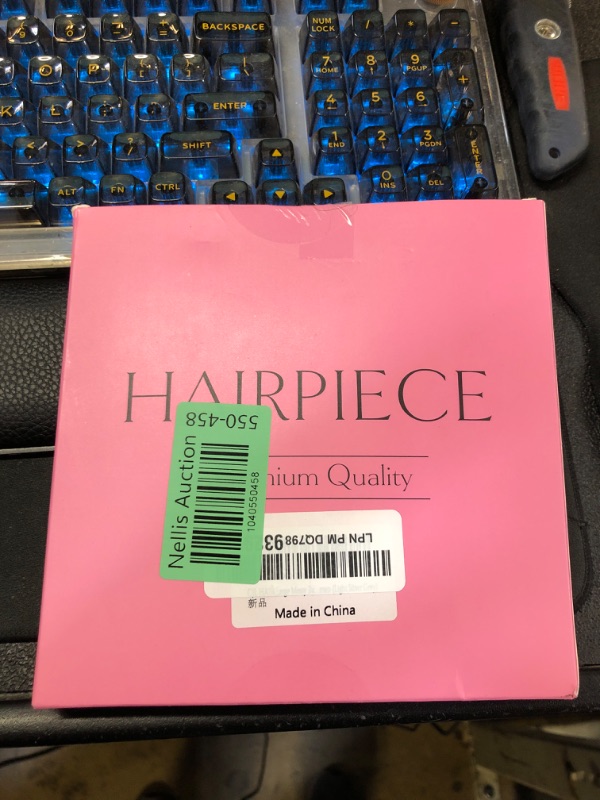 BACKSPACE
NUM LOCK
/
*
-
7 HOME
8
9 PGUP
+
ENTER
4
5
6
SHIFT
1 END
2
3 PGDN
ENTER
ALT
FN
CTRL
0 INS
DEL
HAIRPIECE
Quality
550-458
Nellis Auction
1040550458
LPN PM DQ798
新品
Made in China